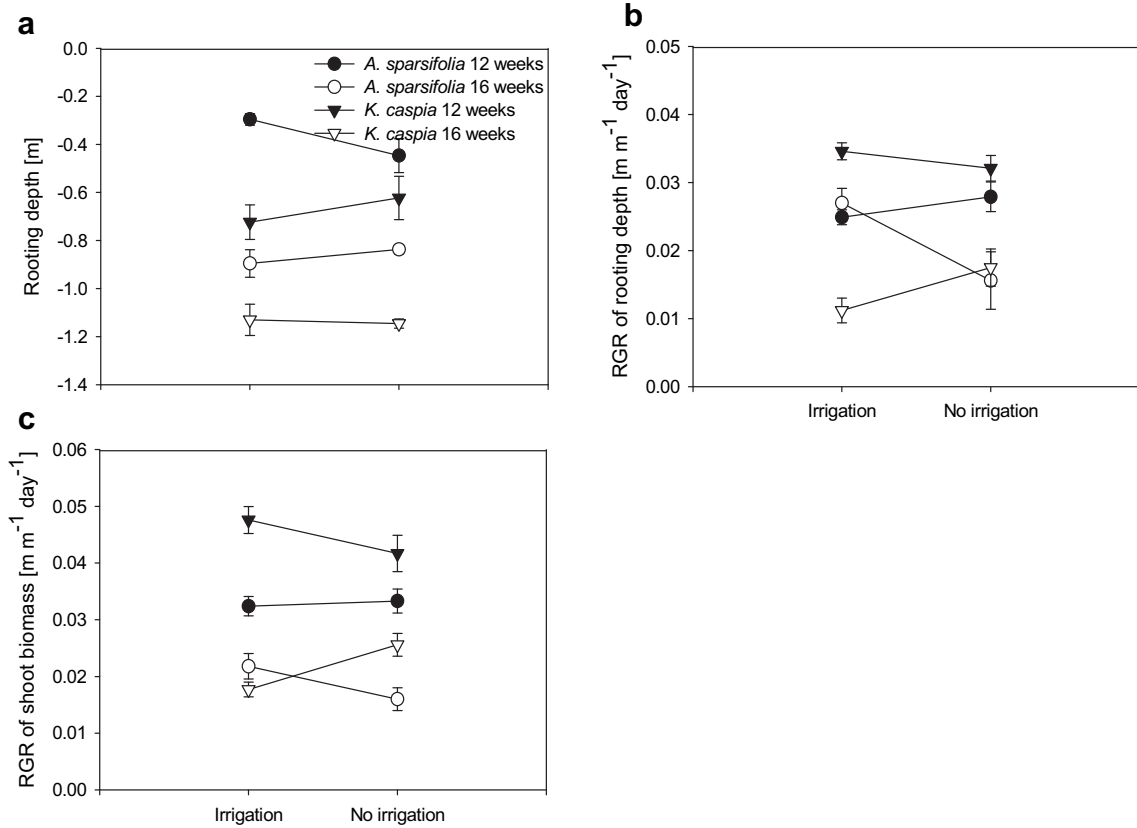 a
0.0
-0.2
-0.4
-0.6
-0.8
-1.0
-1.2
-1.4
Rooting depth [m]
A. sparsifolia 12 weeks
A. sparsifolia 16 weeks
K. caspia 12 weeks
K. caspia 16 weeks
b
0.05
0.04
0.03
0.02
0.01
0.00
RGR of rooting depth [m m⁻¹ day⁻¹]
Irrigation
No irrigation
c
0.06
0.05
0.04
0.03
0.02
0.01
0.00
RGR of shoot biomass [m m⁻¹ day⁻¹]
Irrigation
No irrigation